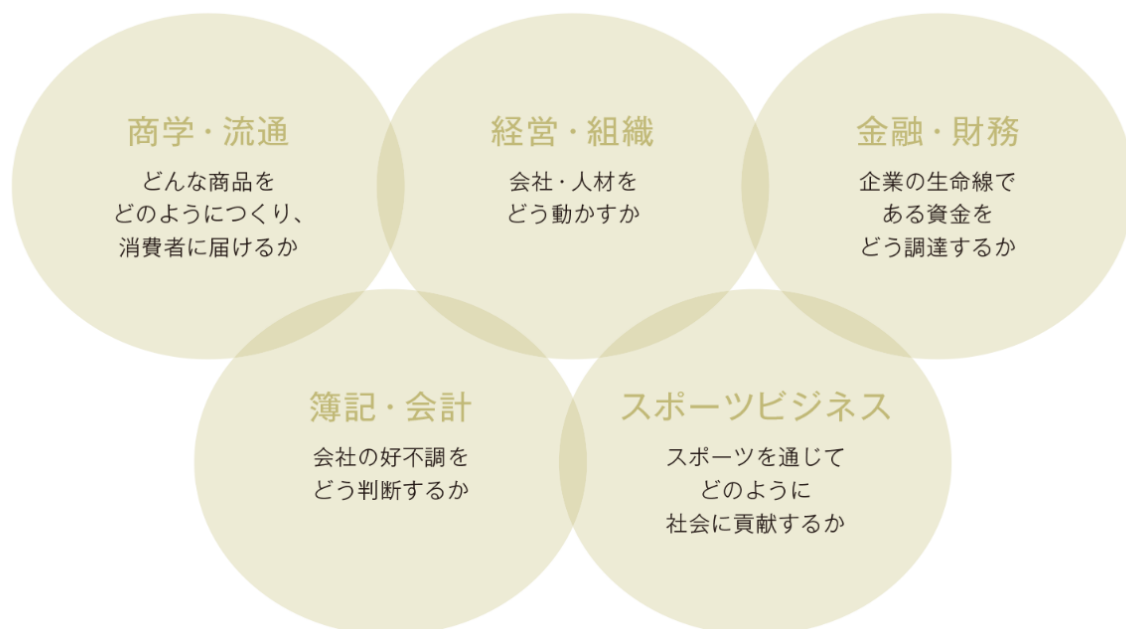 商学・流通
どんな商品を
どのようにつくり、
消費者に届けるか
経営・組織
会社・人材を
どう動かすか
金融・財務
企業の生命線で
ある資金を
どう調達するか
簿記・会計
会社の好不調を
どう判断するか
スポーツビジネス
スポーツを通じて
どのように
社会に貢献するか